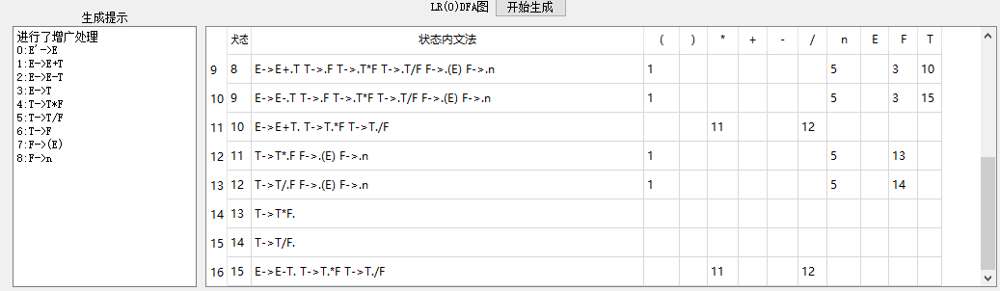 LR(0)DFA图 开始生成
生成提示
进行了增广处理
0:E'->E
1:E->E+T
2:E->E-T
3:E->T
4:T->T*F
5:T->T/F
6:T->F
7:F->(E)
8:F->n
状态 状态内文法 ( ) * + - / n E F T
9 8 E->E+.T T->.F T->.T*F T->.T/F F->.(E) F->.n 1 5 3 10
10 9 E->E-.T T->.F T->.T*F T->.T/F F->.(E) F->.n 1 5 3 15
11 10 E->E+T. T->T.*F T->T./F 11 12
12 11 T->T*.F F->.(E) F->.n 1 5 13
13 12 T->T/.F F->.(E) F->.n 1 5 14
14 13 T->T*F.
15 14 T->T/F.
16 15 E->E-T. T->T.*F T->T./F 11 12